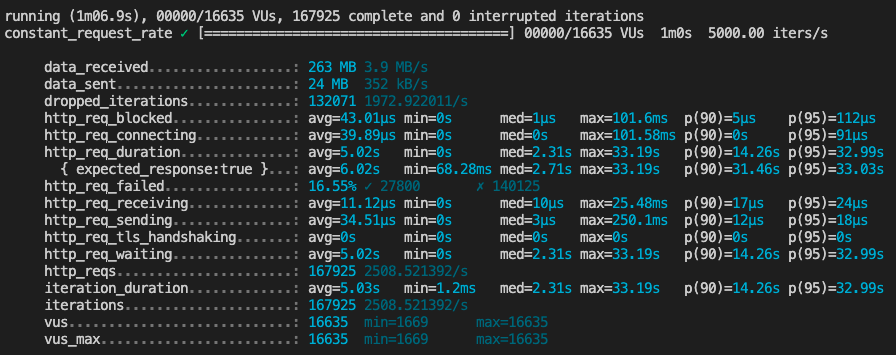 running (1m06.9s), 00000/16635 VUs, 167925 complete and 0 interrupted iterations
constant_request_rate ✓ [======================================] 00000/16635 VUs  1m0s  5000.00 iters/s
data_received..................: 263 MB 3.9 MB/s
data_sent......................: 24 MB  352 kB/s
dropped_iterations.............: 132071 1972.922011/s
http_req_blocked...............: avg=43.01µs min=0s      med=1µs   max=101.6ms  p(90)=5µs    p(95)=112µs
http_req_connecting............: avg=39.89µs min=0s      med=0s    max=101.58ms p(90)=0s     p(95)=91µs
http_req_duration..............: avg=5.02s   min=0s      med=2.31s max=33.19s   p(90)=14.26s p(95)=32.99s
{ expected_response:true }...: avg=6.02s   min=68.28ms med=2.71s max=33.19s   p(90)=31.46s p(95)=33.03s
http_req_failed................: 16.55% ✓ 27800       ✗ 140125
http_req_receiving.............: avg=11.12µs min=0s      med=10µs  max=25.48ms  p(90)=17µs   p(95)=24µs
http_req_sending...............: avg=34.51µs min=0s      med=3µs   max=250.1ms  p(90)=12µs   p(95)=18µs
http_req_tls_handshaking.......: avg=0s      min=0s      med=0s    max=0s       p(90)=0s     p(95)=0s
http_req_waiting...............: avg=5.02s   min=0s      med=2.31s max=33.19s   p(90)=14.26s p(95)=32.99s
http_reqs......................: 167925 2508.521392/s
iteration_duration.............: avg=5.03s   min=1.2ms   med=2.31s max=33.19s   p(90)=14.26s p(95)=32.99s
iterations.....................: 167925 2508.521392/s
vus............................: 16635  min=1669      max=16635
vus_max........................: 16635  min=1669      max=16635